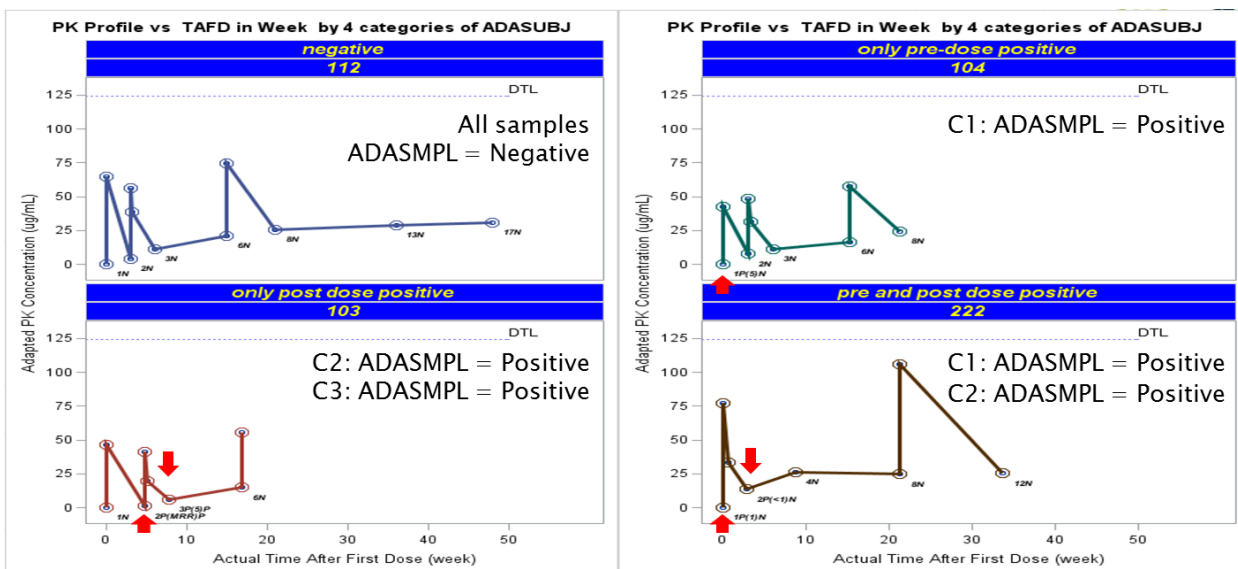 PK Profile vs TAFD in Week by 4 categories of ADASUBJ
negative
112
125
100
75
50
25
0
DTL
All samples
ADASMPL = Negative
1N
2N
3N
6N
8N
13N
17N
Adapted PK Concentration (ug/mL)
only post dose positive
103
125
100
75
50
25
0
DTL
C2: ADASMPL = Positive
C3: ADASMPL = Positive
1N
2P(MRR)P
3P(5)P
6N
0
10
20
30
40
50
Actual Time After First Dose (week)
PK Profile vs TAFD in Week by 4 categories of ADASUBJ
only pre-dose positive
104
125
100
75
50
25
0
DTL
C1: ADASMPL = Positive
1P(5)N
2N
3N
6N
8N
Adapted PK Concentration (ug/mL)
pre and post dose positive
222
125
100
75
50
25
0
DTL
C1: ADASMPL = Positive
C2: ADASMPL = Positive
1P(1)N
2P(<1)N
4N
8N
12N
0
10
20
30
40
50
Actual Time After First Dose (week)